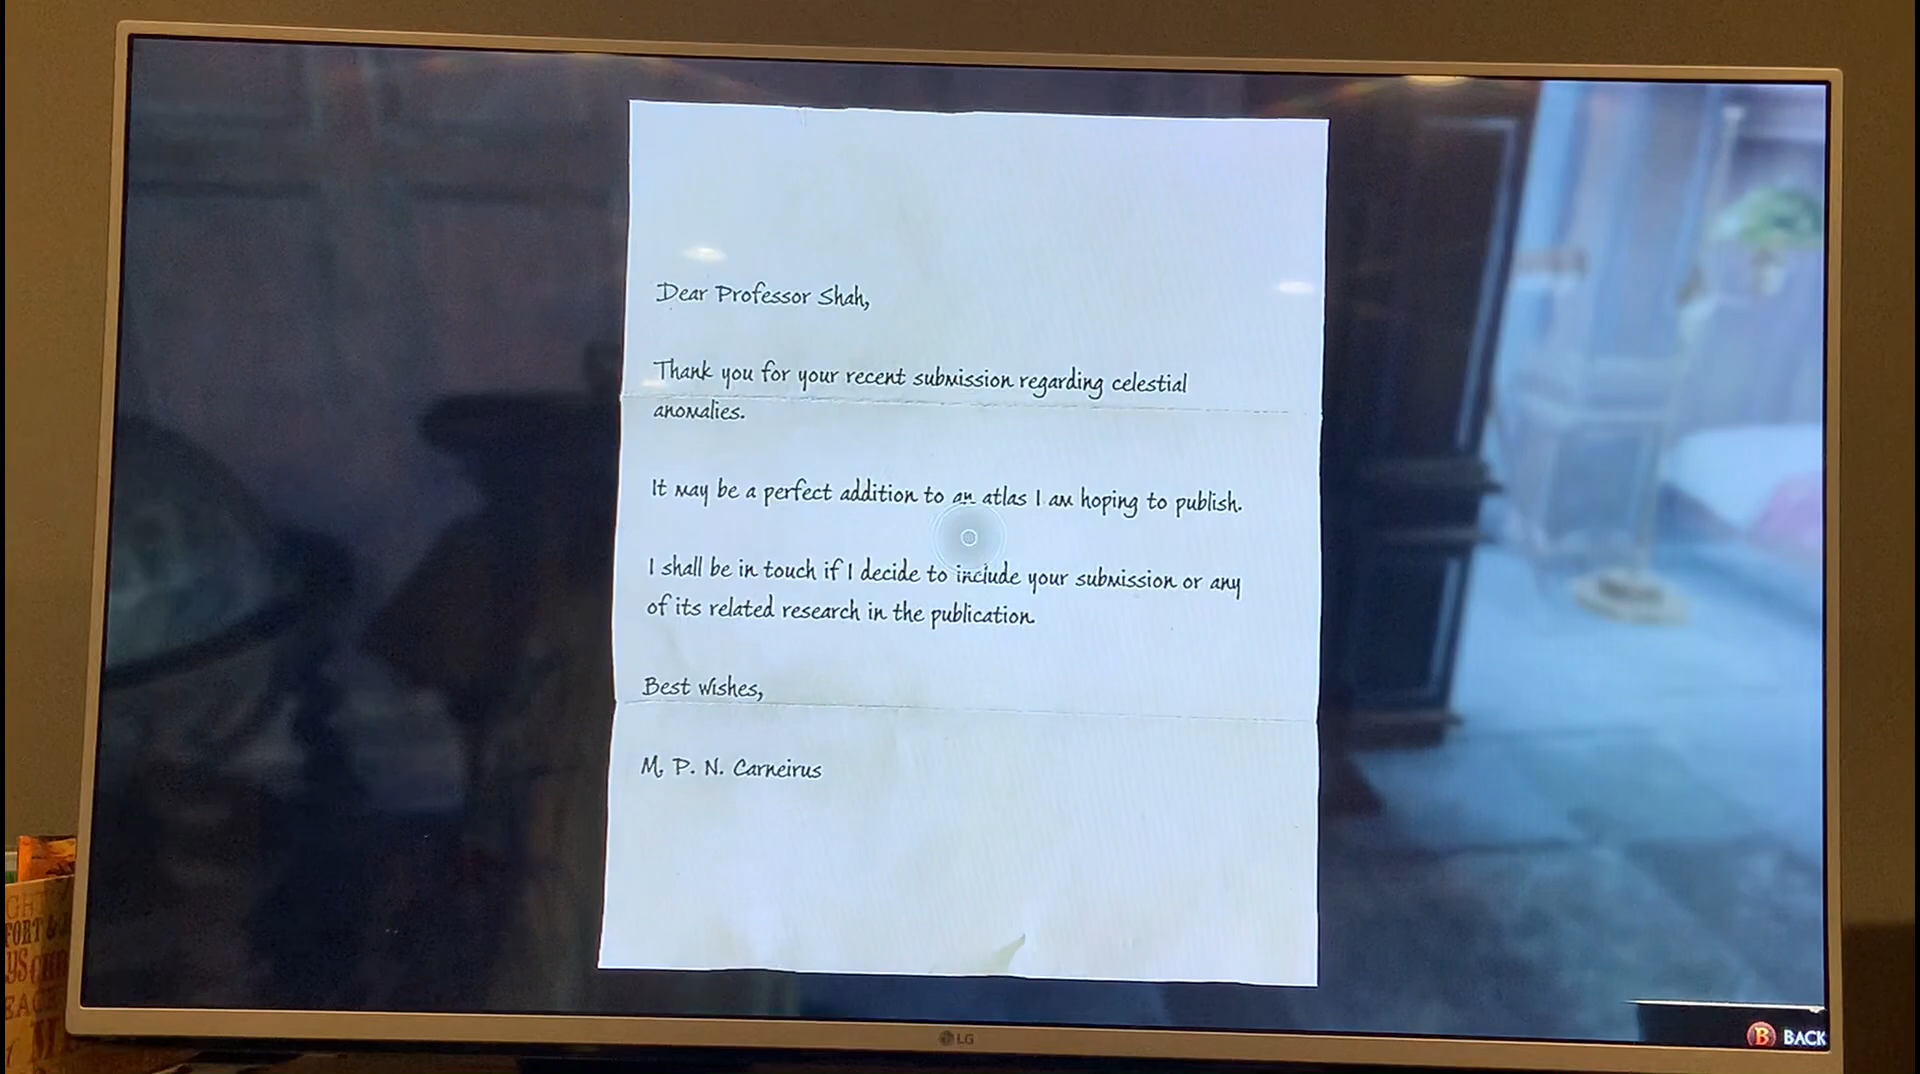 Dear Professor Shah,
Thank you for your recent submission regarding celestial
anomalies.
It may be a perfect addition to an atlas I am hoping to publish.
I shall be in touch if I decide to include your submission or any
of its related research in the publication.
Best wishes,
M. P. N. Carneirus
B BACK
LG
FORT &